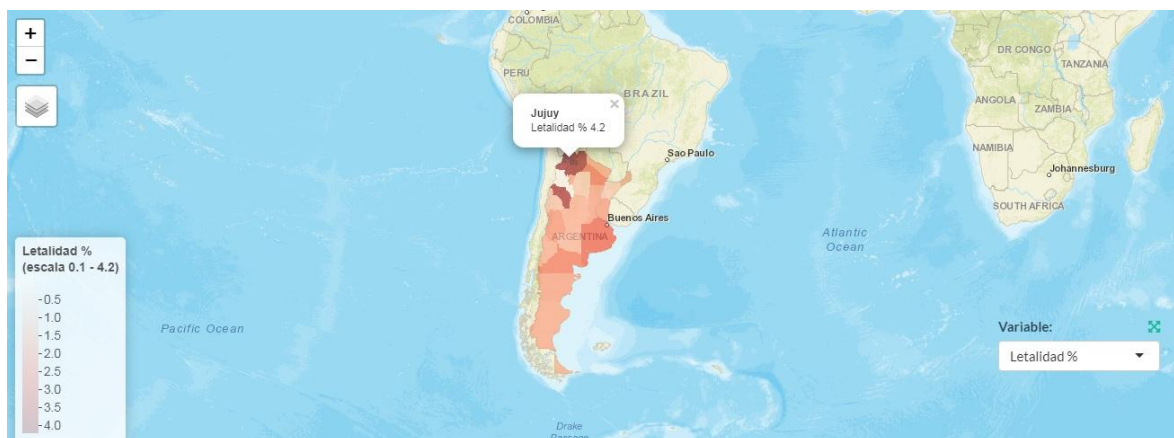 +
−
COLOMBIA
PERU
BRAZIL
Jujuy
×
Letalidad % 4.2
Sao Paulo
Buenos Aires
ARGENTINA
DR CONGO
TANZANIA
ANGOLA
ZAMBIA
NAMIBIA
Johannesburg
SOUTH AFRICA
Atlantic
Ocean
Pacific Ocean
Drake
Letalidad %
(escala 0.1 - 4.2)
0.5
1.0
1.5
2.0
2.5
3.0
3.5
4.0
Variable:
Letalidad %